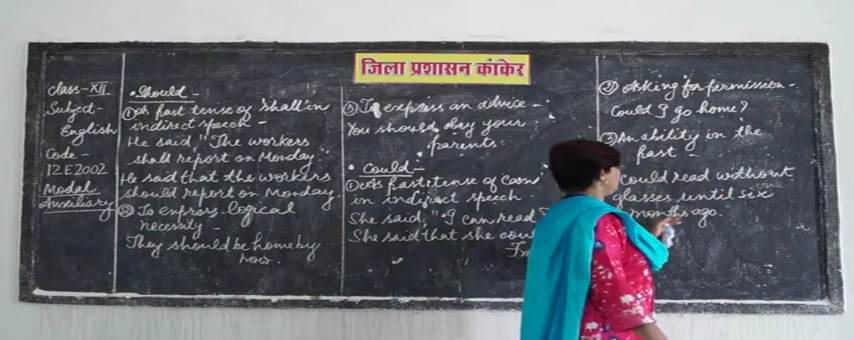 जिला प्रशासन कांकेर
Class-XII
Subject-
English
Code-
12E2002
Modal
Auxiliary
• Should -
① As past tense of 'shall' in
indirect speech -
He said, "The workers
shall report on Monday.
He said that the workers
should report on Monday.
② To express logical
necessity -
They should be home by
now.
③ To express an advice -
You should obey your
parents.
• Could -
① As past tense of 'can'
in indirect speech.
She said, "I can read
She said that she
② Asking for permission -
Could I go home?
③ An ability in the
past -
could read without
glasses until six
months ago.